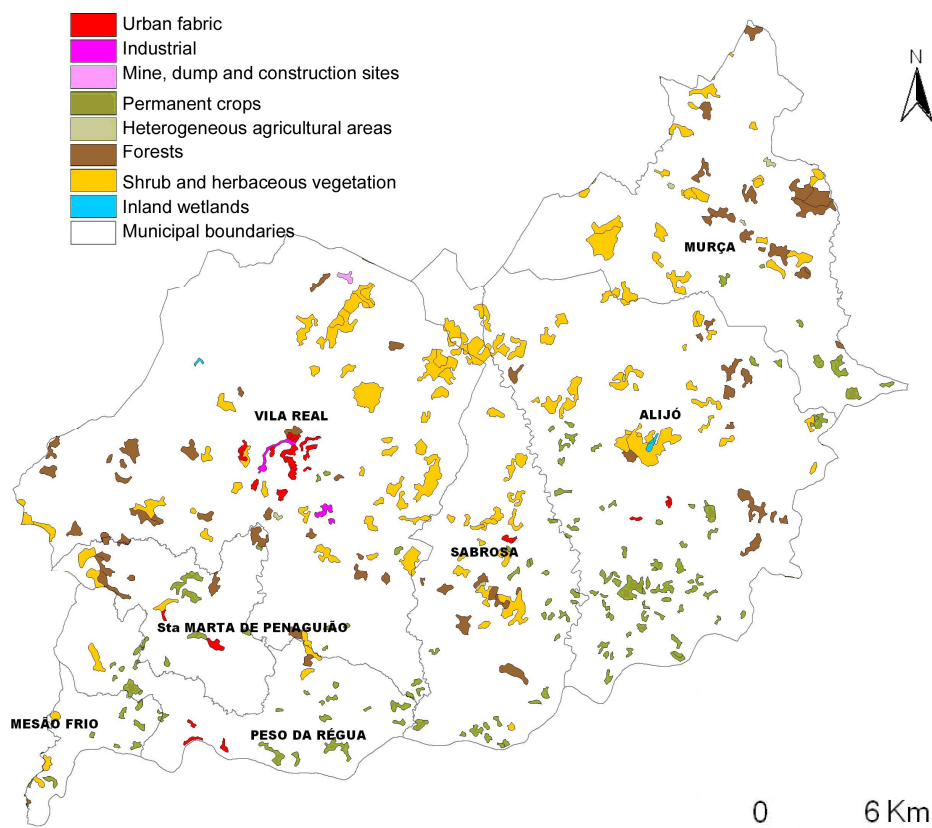 Urban fabric
Industrial
Mine, dump and construction sites
Permanent crops
Heterogeneous agricultural areas
Forests
Shrub and herbaceous vegetation
Inland wetlands
Municipal boundaries
N
MURÇA
VILA REAL
ALIJÓ
SABROSA
Sta MARTA DE PENAGUIÃO
MESÃO FRIO
PESO DA RÉGUA
0 6 Km